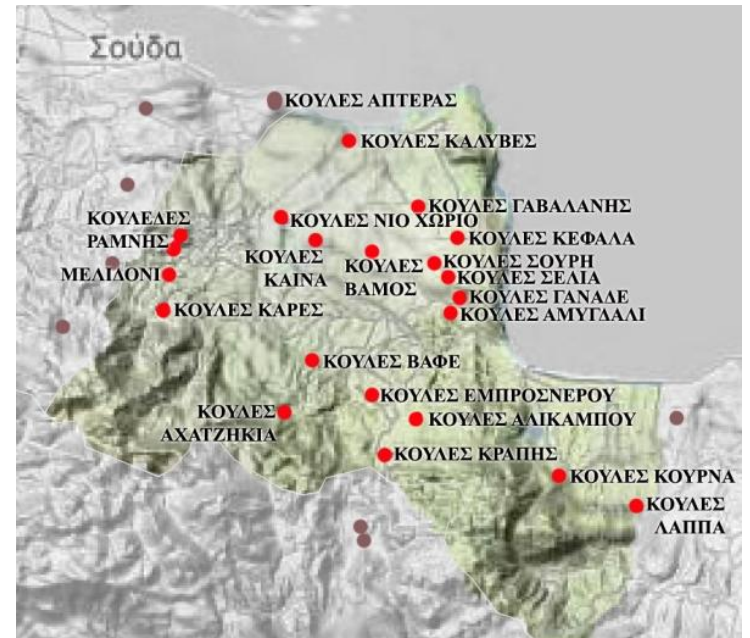 Σούδα
ΚΟΥΛΕΣ ΑΠΤΕΡΑΣ
ΚΟΥΛΕΣ ΚΑΛΥΒΕΣ
ΚΟΥΛΕΣ ΓΑΒΑΛΑΝΗΣ
ΚΟΥΛΕΣ ΝΙΟ ΧΩΡΙΟ
ΚΟΥΛΕΔΕΣ
ΡΑΜΝΗΣ
ΚΟΥΛΕΣ ΚΕΦΑΛΑ
ΚΟΥΛΕΣ
ΚΑΙΝΑ
ΚΟΥΛΕΣ
ΒΑΜΟΣ
ΚΟΥΛΕΣ ΣΟΥΡΗ
ΜΕΛΙΔΟΝΙ
ΚΟΥΛΕΣ ΣΕΛΙΑ
ΚΟΥΛΕΣ ΓΑΝΑΔΕ
ΚΟΥΛΕΣ ΚΑΡΕΣ
ΚΟΥΛΕΣ ΑΜΥΓΔΑΛΙ
ΚΟΥΛΕΣ ΒΑΦΕ
ΚΟΥΛΕΣ ΕΜΠΡΟΣΝΕΡΟΥ
ΚΟΥΛΕΣ
ΑΧΑΤΖΗΚΙΑ
ΚΟΥΛΕΣ ΑΛΙΚΑΜΠΟΥ
ΚΟΥΛΕΣ ΚΡΑΠΗΣ
ΚΟΥΛΕΣ ΚΟΥΡΝΑ
ΚΟΥΛΕΣ
ΛΑΠΠΑ